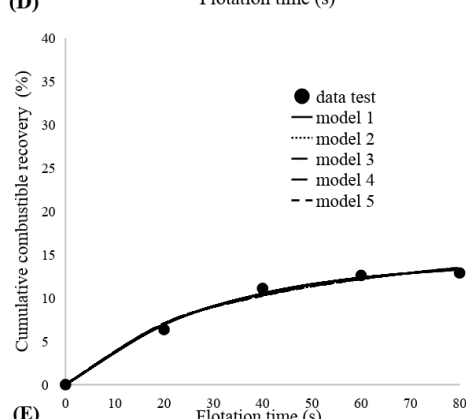 (D)
Flotation time (s)
40
35
30
25
20
15
10
5
0
Cumulative combustible recovery (%)
data test
model 1
model 2
model 3
model 4
model 5
0 10 20 30 40 50 60 70 80
(E)
Flotation time (s)